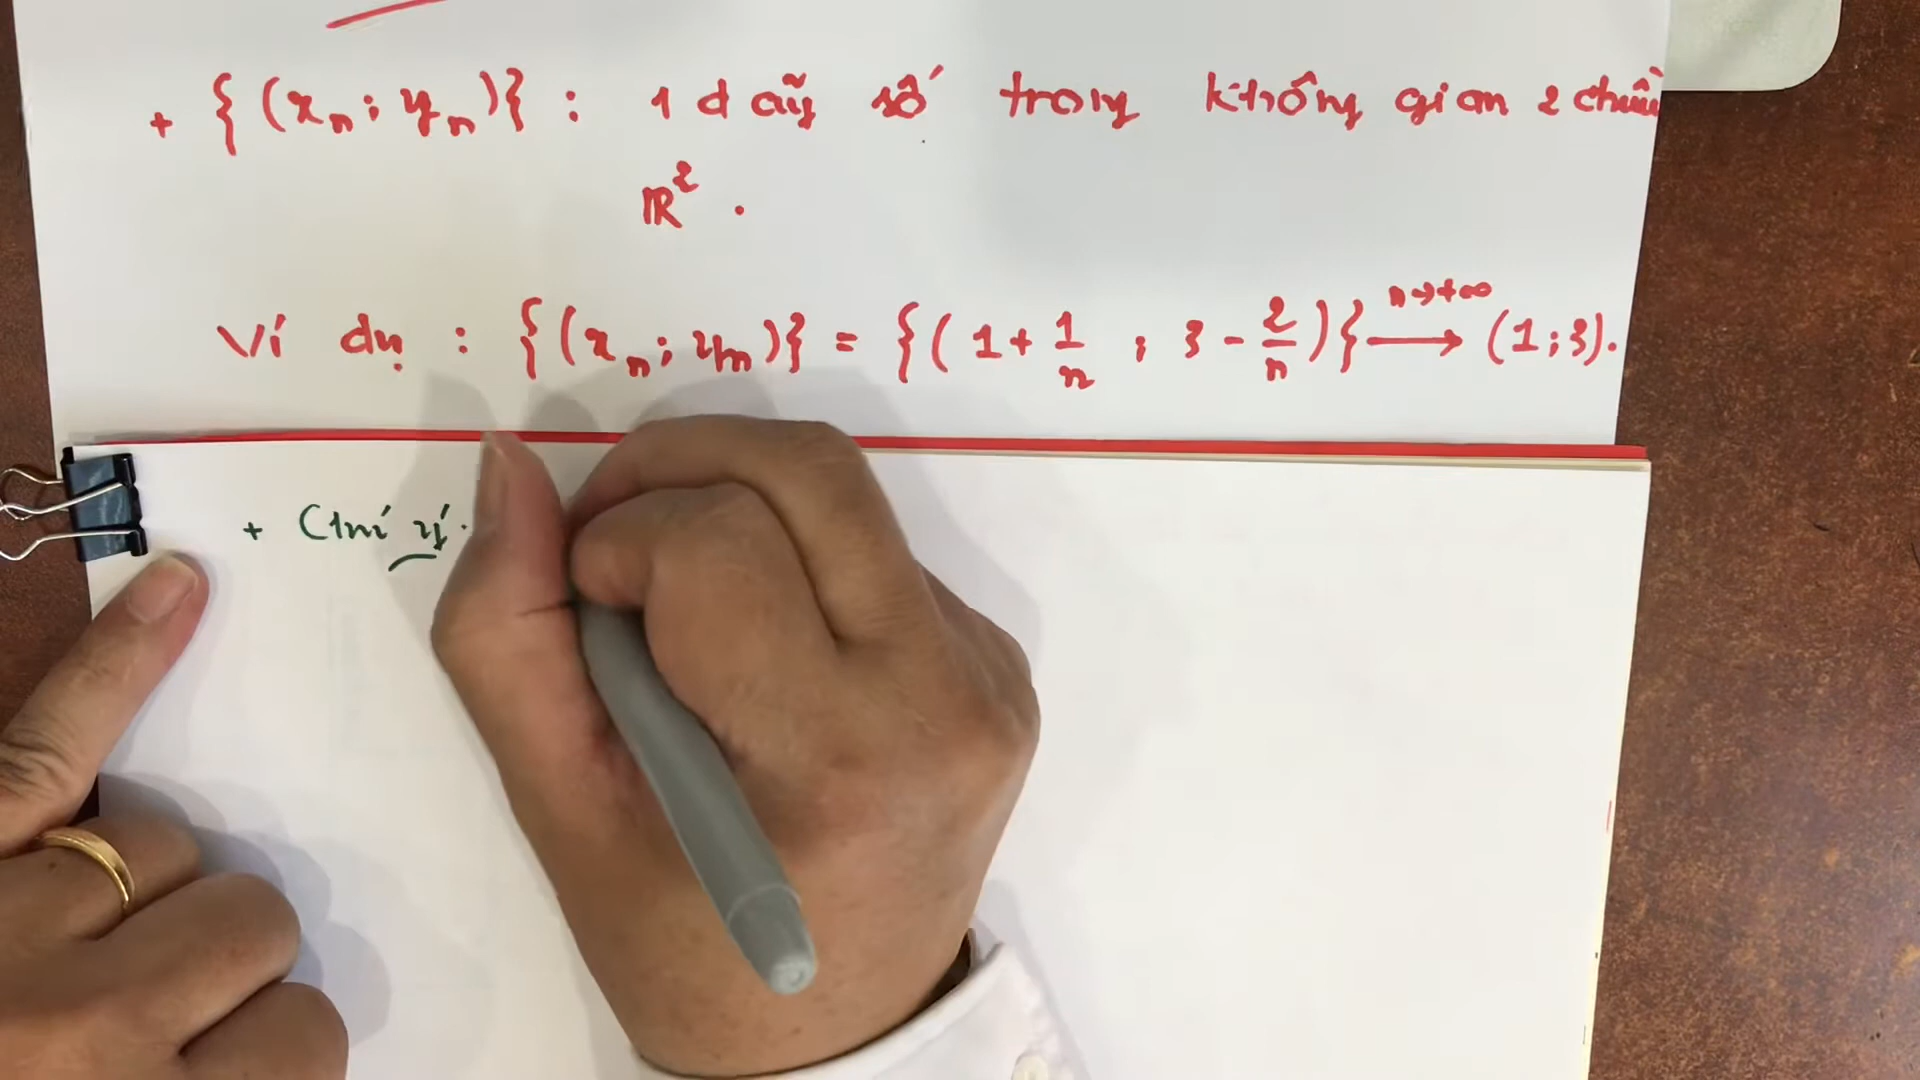 + {(xₙ; yₙ)} : 1 dãy số trong không gian 2 chiều
ℝ² .
Ví dụ : {(xₙ; yₙ)} = {( 1 + 1/n ; 3 - 2/n )} n→+∞ ⟶ (1;3).
+ Chú ý: